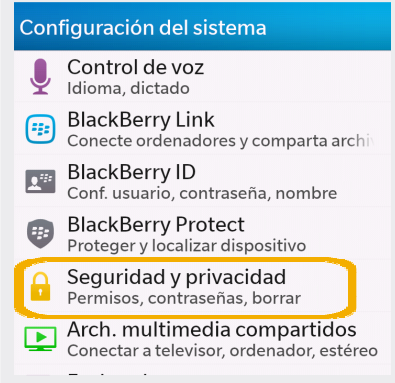 Configuración del sistema
Control de voz
Idioma, dictado
BlackBerry Link
Conecte ordenadores y comparta archi
BlackBerry ID
Conf. usuario, contraseña, nombre
BlackBerry Protect
Proteger y localizar dispositivo
Seguridad y privacidad
Permisos, contraseñas, borrar
Arch. multimedia compartidos
Conectar a televisor, ordenador, estéreo